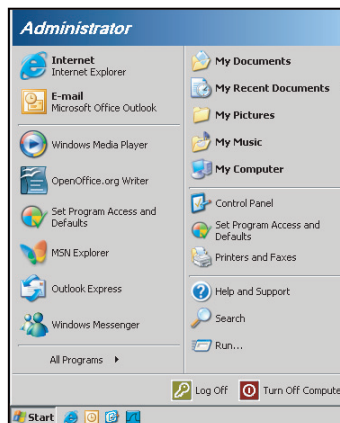 Administrator
Internet
Internet Explorer
E-mail
Microsoft Office Outlook
Windows Media Player
OpenOffice.org Writer
Set Program Access and
Defaults
MSN Explorer
Outlook Express
Windows Messenger
All Programs
My Documents
My Recent Documents
My Pictures
My Music
My Computer
Control Panel
Set Program Access and
Defaults
Printers and Faxes
Help and Support
Search
Run...
Log Off
Turn Off Compute
Start